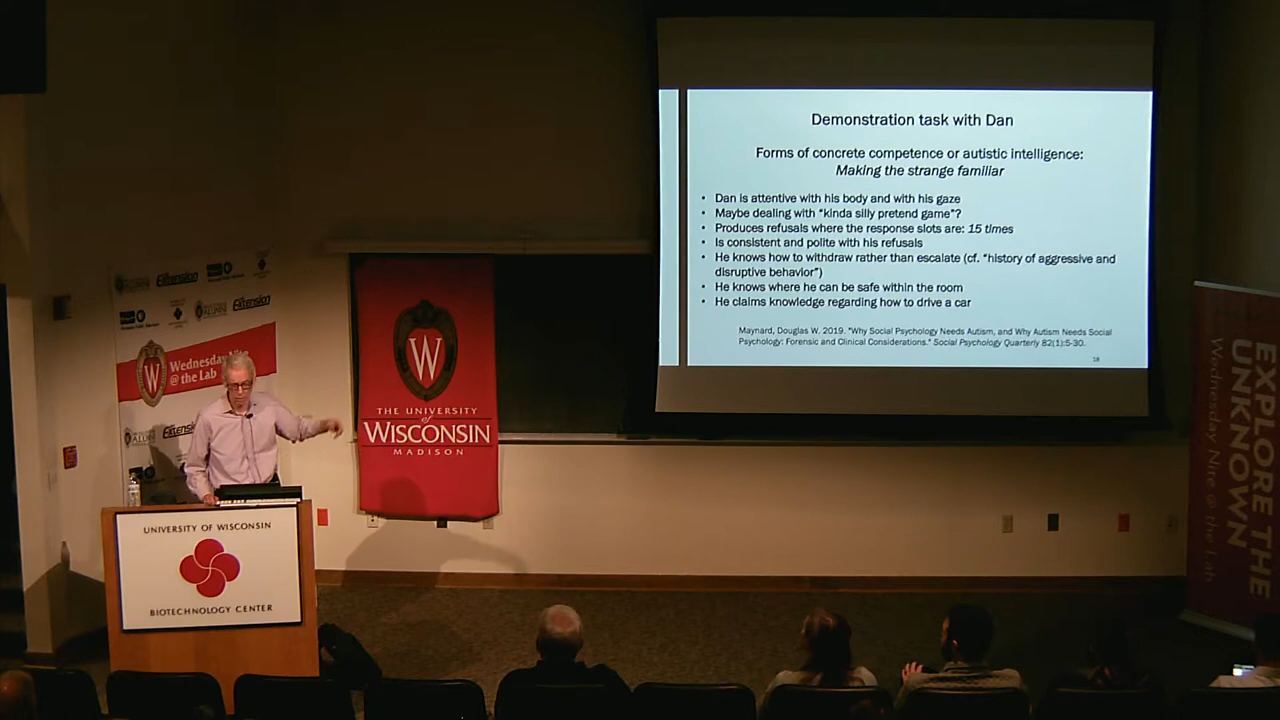 Demonstration task with Dan
Forms of concrete competence or autistic intelligence:
Making the strange familiar
• Dan is attentive with his body and with his gaze
• Maybe dealing with “kinda silly pretend game”?
• Produces refusals where the response slots are: 15 times
• Is consistent and polite with his refusals
• He knows how to withdraw rather than escalate (cf. “history of aggressive and
disruptive behavior”)
• He knows where he can be safe within the room
• He claims knowledge regarding how to drive a car
Maynard, Douglas W. 2019. "Why Social Psychology Needs Autism, and Why Autism Needs Social
Psychology: Forensic and Clinical Considerations." Social Psychology Quarterly 82(1):5-30.
18
Extension
Extension
W
Wednesday Nite
@ the Lab
Extension
W
THE UNIVERSITY
of
WISCONSIN
MADISON
UNIVERSITY OF WISCONSIN
BIOTECHNOLOGY CENTER
EXPLORE THE
UNKNOWN
Wednesday Nite @ the Lab